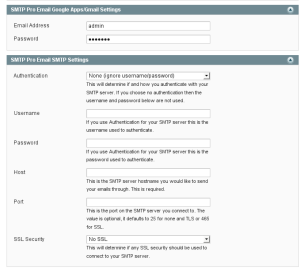 SMTP Pro Email Google Apps/Gmail Settings
Email Address
admin
Password
•••••••
SMTP Pro Email SMTP Settings
Authentication
None (ignore username/password)
This will determine if and how you authenticate with your
SMTP server. If you choose no authentication then the
username and password below are not used.
Username
If you use Authentication for your SMTP server this is the
username used to authenticate.
Password
If you use Authentication for your SMTP server this is the
password used to authenticate.
Host
This is the SMTP server hostname you would like to send
your emails through. This is required.
Port
This is the port on the SMTP server you connect to. The
value is optional, it defaults to 25 for none and TLS or 465
for SSL.
SSL Security
No SSL
This will determine if any SSL security should be used to
connect to your SMTP server.